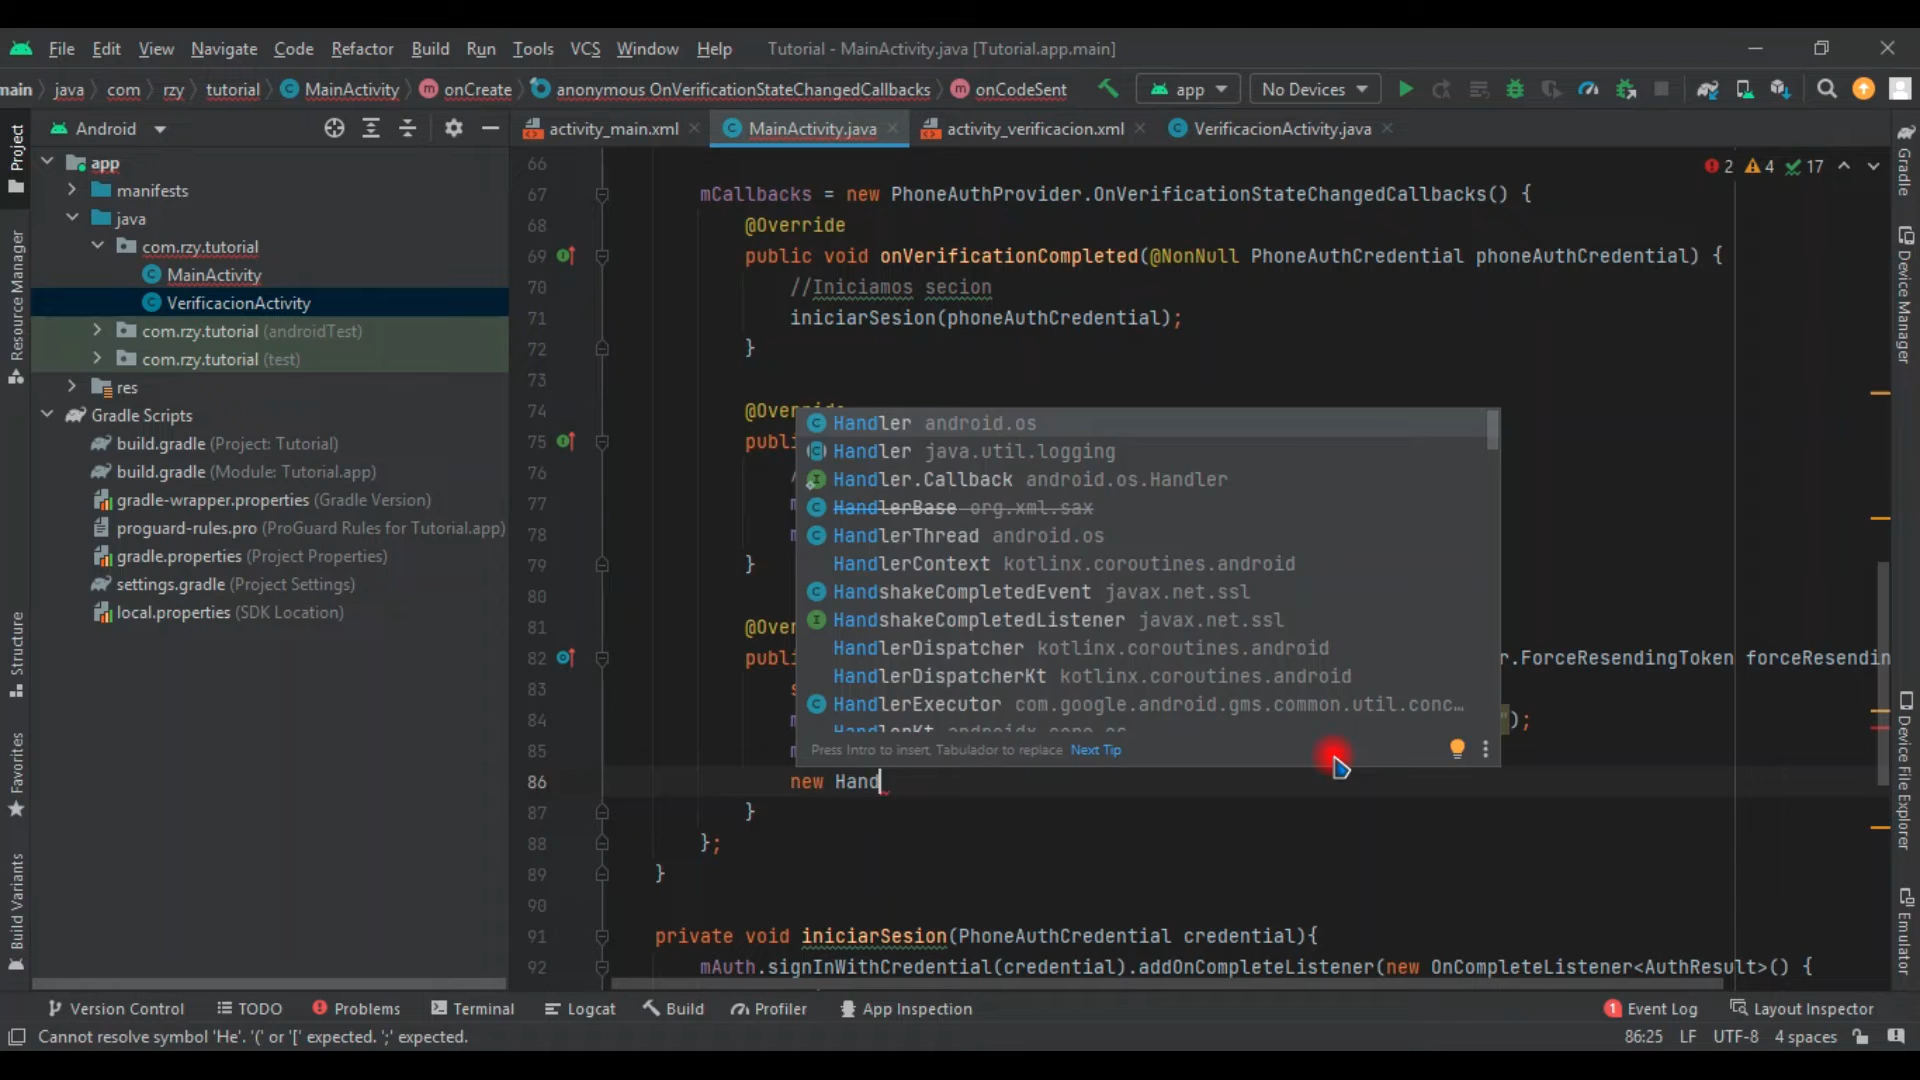 File Edit View Navigate Code Refactor Build Run Tools VCS Window Help Tutorial - MainActivity.java [Tutorial.app.main]
main java com rzy tutorial MainActivity onCreate anonymous OnVerificationStateChangedCallbacks onCodeSent app No Devices
Project
Resource Manager
Structure
Favorites
Build Variants
Android
app
manifests
java
com.rzy.tutorial
MainActivity
VerificacionActivity
com.rzy.tutorial (androidTest)
com.rzy.tutorial (test)
res
Gradle Scripts
build.gradle (Project: Tutorial)
build.gradle (Module: Tutorial.app)
gradle-wrapper.properties (Gradle Version)
proguard-rules.pro (ProGuard Rules for Tutorial.app)
gradle.properties (Project Properties)
settings.gradle (Project Settings)
local.properties (SDK Location)
activity_main.xml MainActivity.java activity_verificacion.xml VerificacionActivity.java
2 4 17
66
67 mCallbacks = new PhoneAuthProvider.OnVerificationStateChangedCallbacks() {
68 @Override
69 public void onVerificationCompleted(@NonNull PhoneAuthCredential phoneAuthCredential) {
70 //Iniciamos secion
71 iniciarSesion(phoneAuthCredential);
72 }
73
74 @Override
75 publi
76 /
77 m
78 m
79 }
80
81 @Over
82 publi r.ForceResendingToken forceResendin
83 s
84 m ");
85 m
86 new Hand
87 }
88 };
89 }
90
91 private void iniciarSesion(PhoneAuthCredential credential){
92 mAuth.signInWithCredential(credential).addOnCompleteListener(new OnCompleteListener<AuthResult>() {
Handler android.os
Handler java.util.logging
Handler.Callback android.os.Handler
HandlerBase org.xml.sax
HandlerThread android.os
HandlerContext kotlinx.coroutines.android
HandshakeCompletedEvent javax.net.ssl
HandshakeCompletedListener javax.net.ssl
HandlerDispatcher kotlinx.coroutines.android
HandlerDispatcherKt kotlinx.coroutines.android
HandlerExecutor com.google.android.gms.common.util.conc…
HandlerKt androidx.core.os
Press Intro to insert, Tabulador to replace Next Tip
Gradle
Device Manager
Device File Explorer
Emulator
Version Control TODO Problems Terminal Logcat Build Profiler App Inspection 1 Event Log Layout Inspector
Cannot resolve symbol 'He'. '(' or '[' expected. ';' expected. 86:25 LF UTF-8 4 spaces